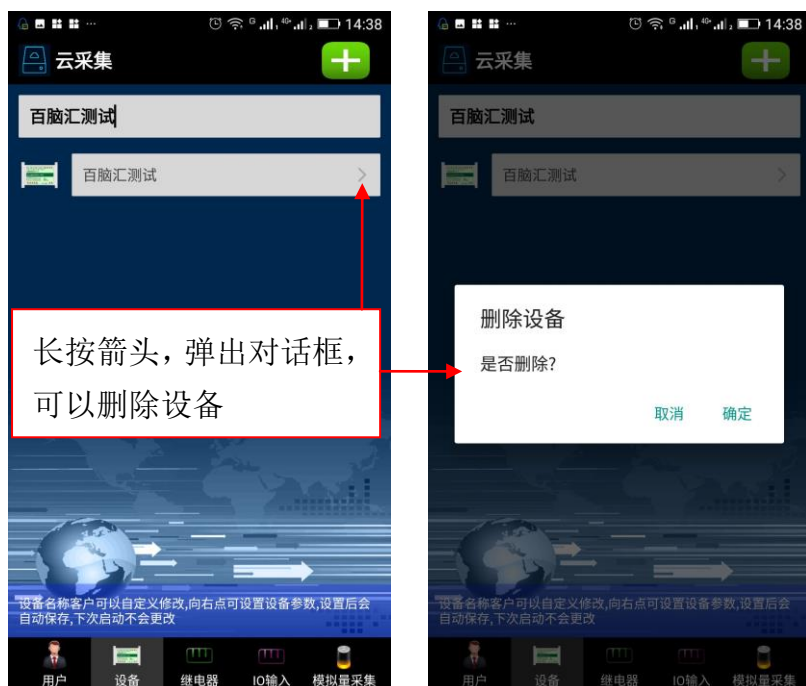 14:38
云采集
百脑汇测试
百脑汇测试
长按箭头，弹出对话框，
可以删除设备
设备名称客户可以自定义修改,向右点可设置设备参数,设置后会
自动保存,下次启动不会更改
用户
设备
继电器
IO输入
模拟量采集
14:38
云采集
百脑汇测试
百脑汇测试
删除设备
是否删除?
取消
确定
设备名称客户可以自定义修改,向右点可设置设备参数,设置后会
自动保存,下次启动不会更改
用户
设备
继电器
IO输入
模拟量采集